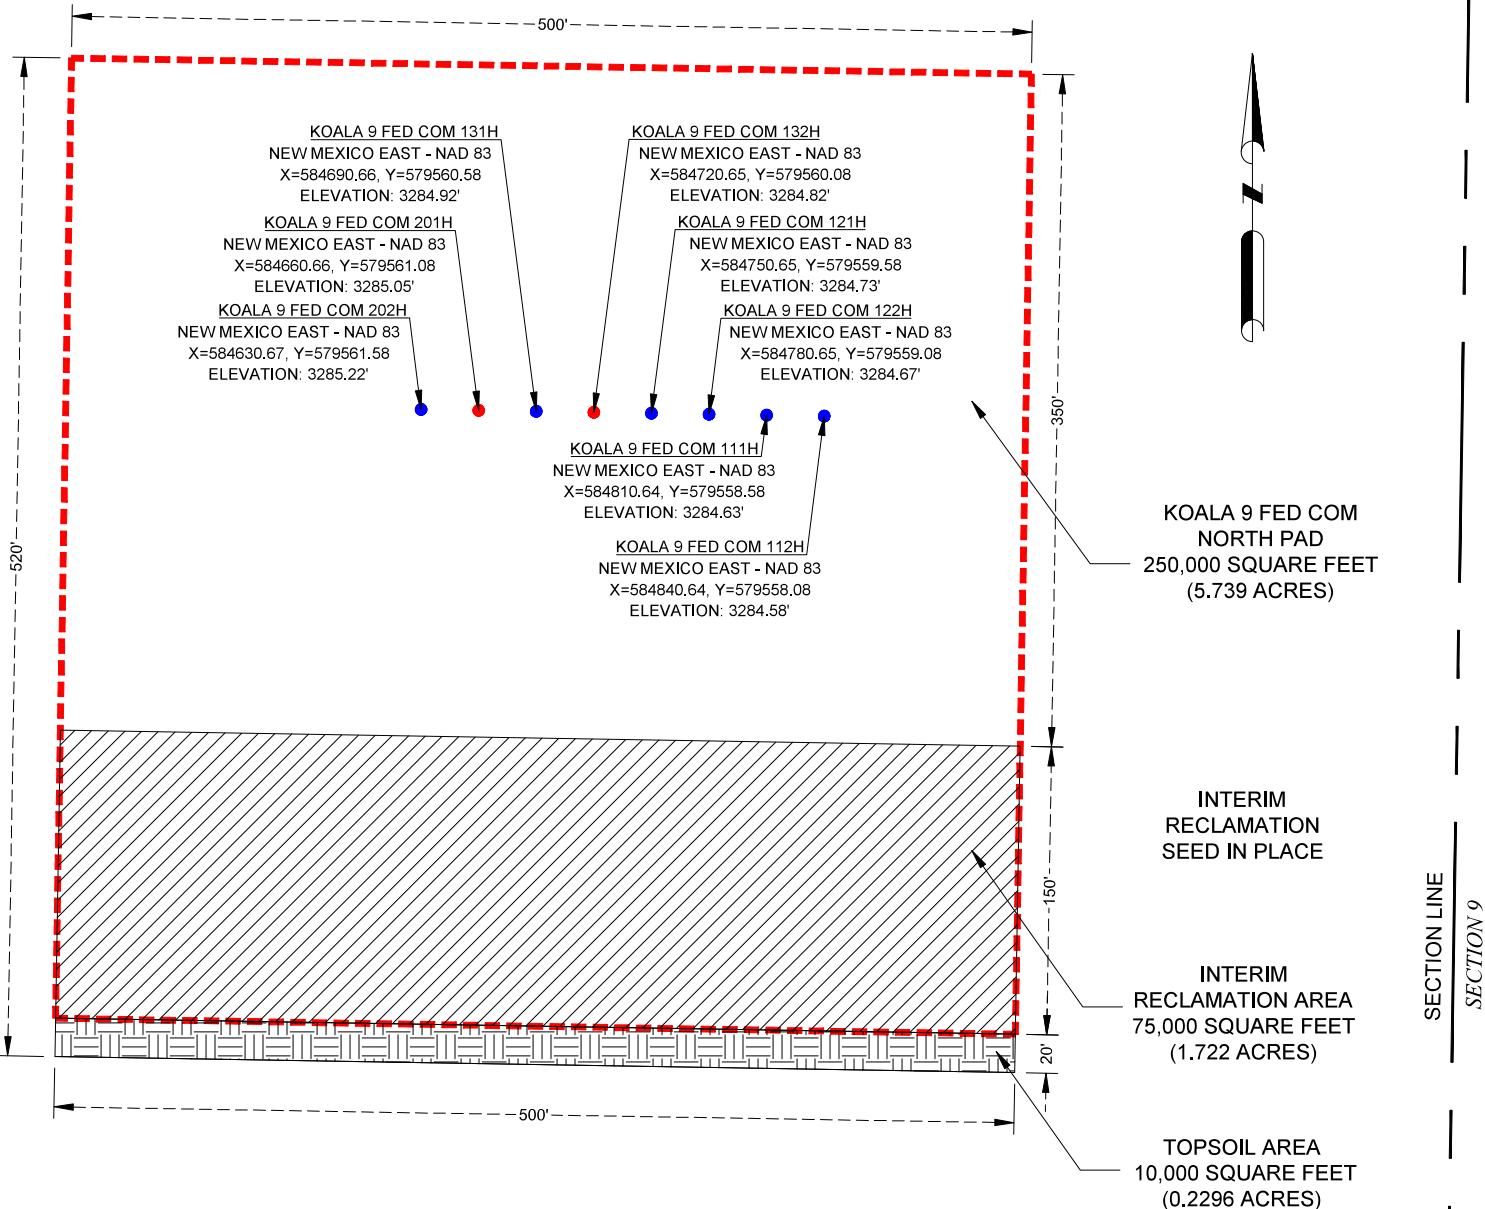 500'
KOALA 9 FED COM 131H
NEW MEXICO EAST - NAD 83
X=584690.66, Y=579560.58
ELEVATION: 3284.92'
KOALA 9 FED COM 132H
NEW MEXICO EAST - NAD 83
X=584720.65, Y=579560.08
ELEVATION: 3284.82'
KOALA 9 FED COM 201H
NEW MEXICO EAST - NAD 83
X=584660.66, Y=579561.08
ELEVATION: 3285.05'
KOALA 9 FED COM 121H
NEW MEXICO EAST - NAD 83
X=584750.65, Y=579559.58
ELEVATION: 3284.73'
KOALA 9 FED COM 202H
NEW MEXICO EAST - NAD 83
X=584630.67, Y=579561.58
ELEVATION: 3285.22'
KOALA 9 FED COM 122H
NEW MEXICO EAST - NAD 83
X=584780.65, Y=579559.08
ELEVATION: 3284.67'
KOALA 9 FED COM 111H
NEW MEXICO EAST - NAD 83
X=584810.64, Y=579558.58
ELEVATION: 3284.63'
KOALA 9 FED COM 112H
NEW MEXICO EAST - NAD 83
X=584840.64, Y=579558.08
ELEVATION: 3284.58'
520'
350'
150'
20'
500'
N
KOALA 9 FED COM
NORTH PAD
250,000 SQUARE FEET
(5.739 ACRES)
INTERIM
RECLAMATION
SEED IN PLACE
INTERIM
RECLAMATION AREA
75,000 SQUARE FEET
(1.722 ACRES)
TOPSOIL AREA
10,000 SQUARE FEET
(0.2296 ACRES)
SECTION LINE
SECTION 9